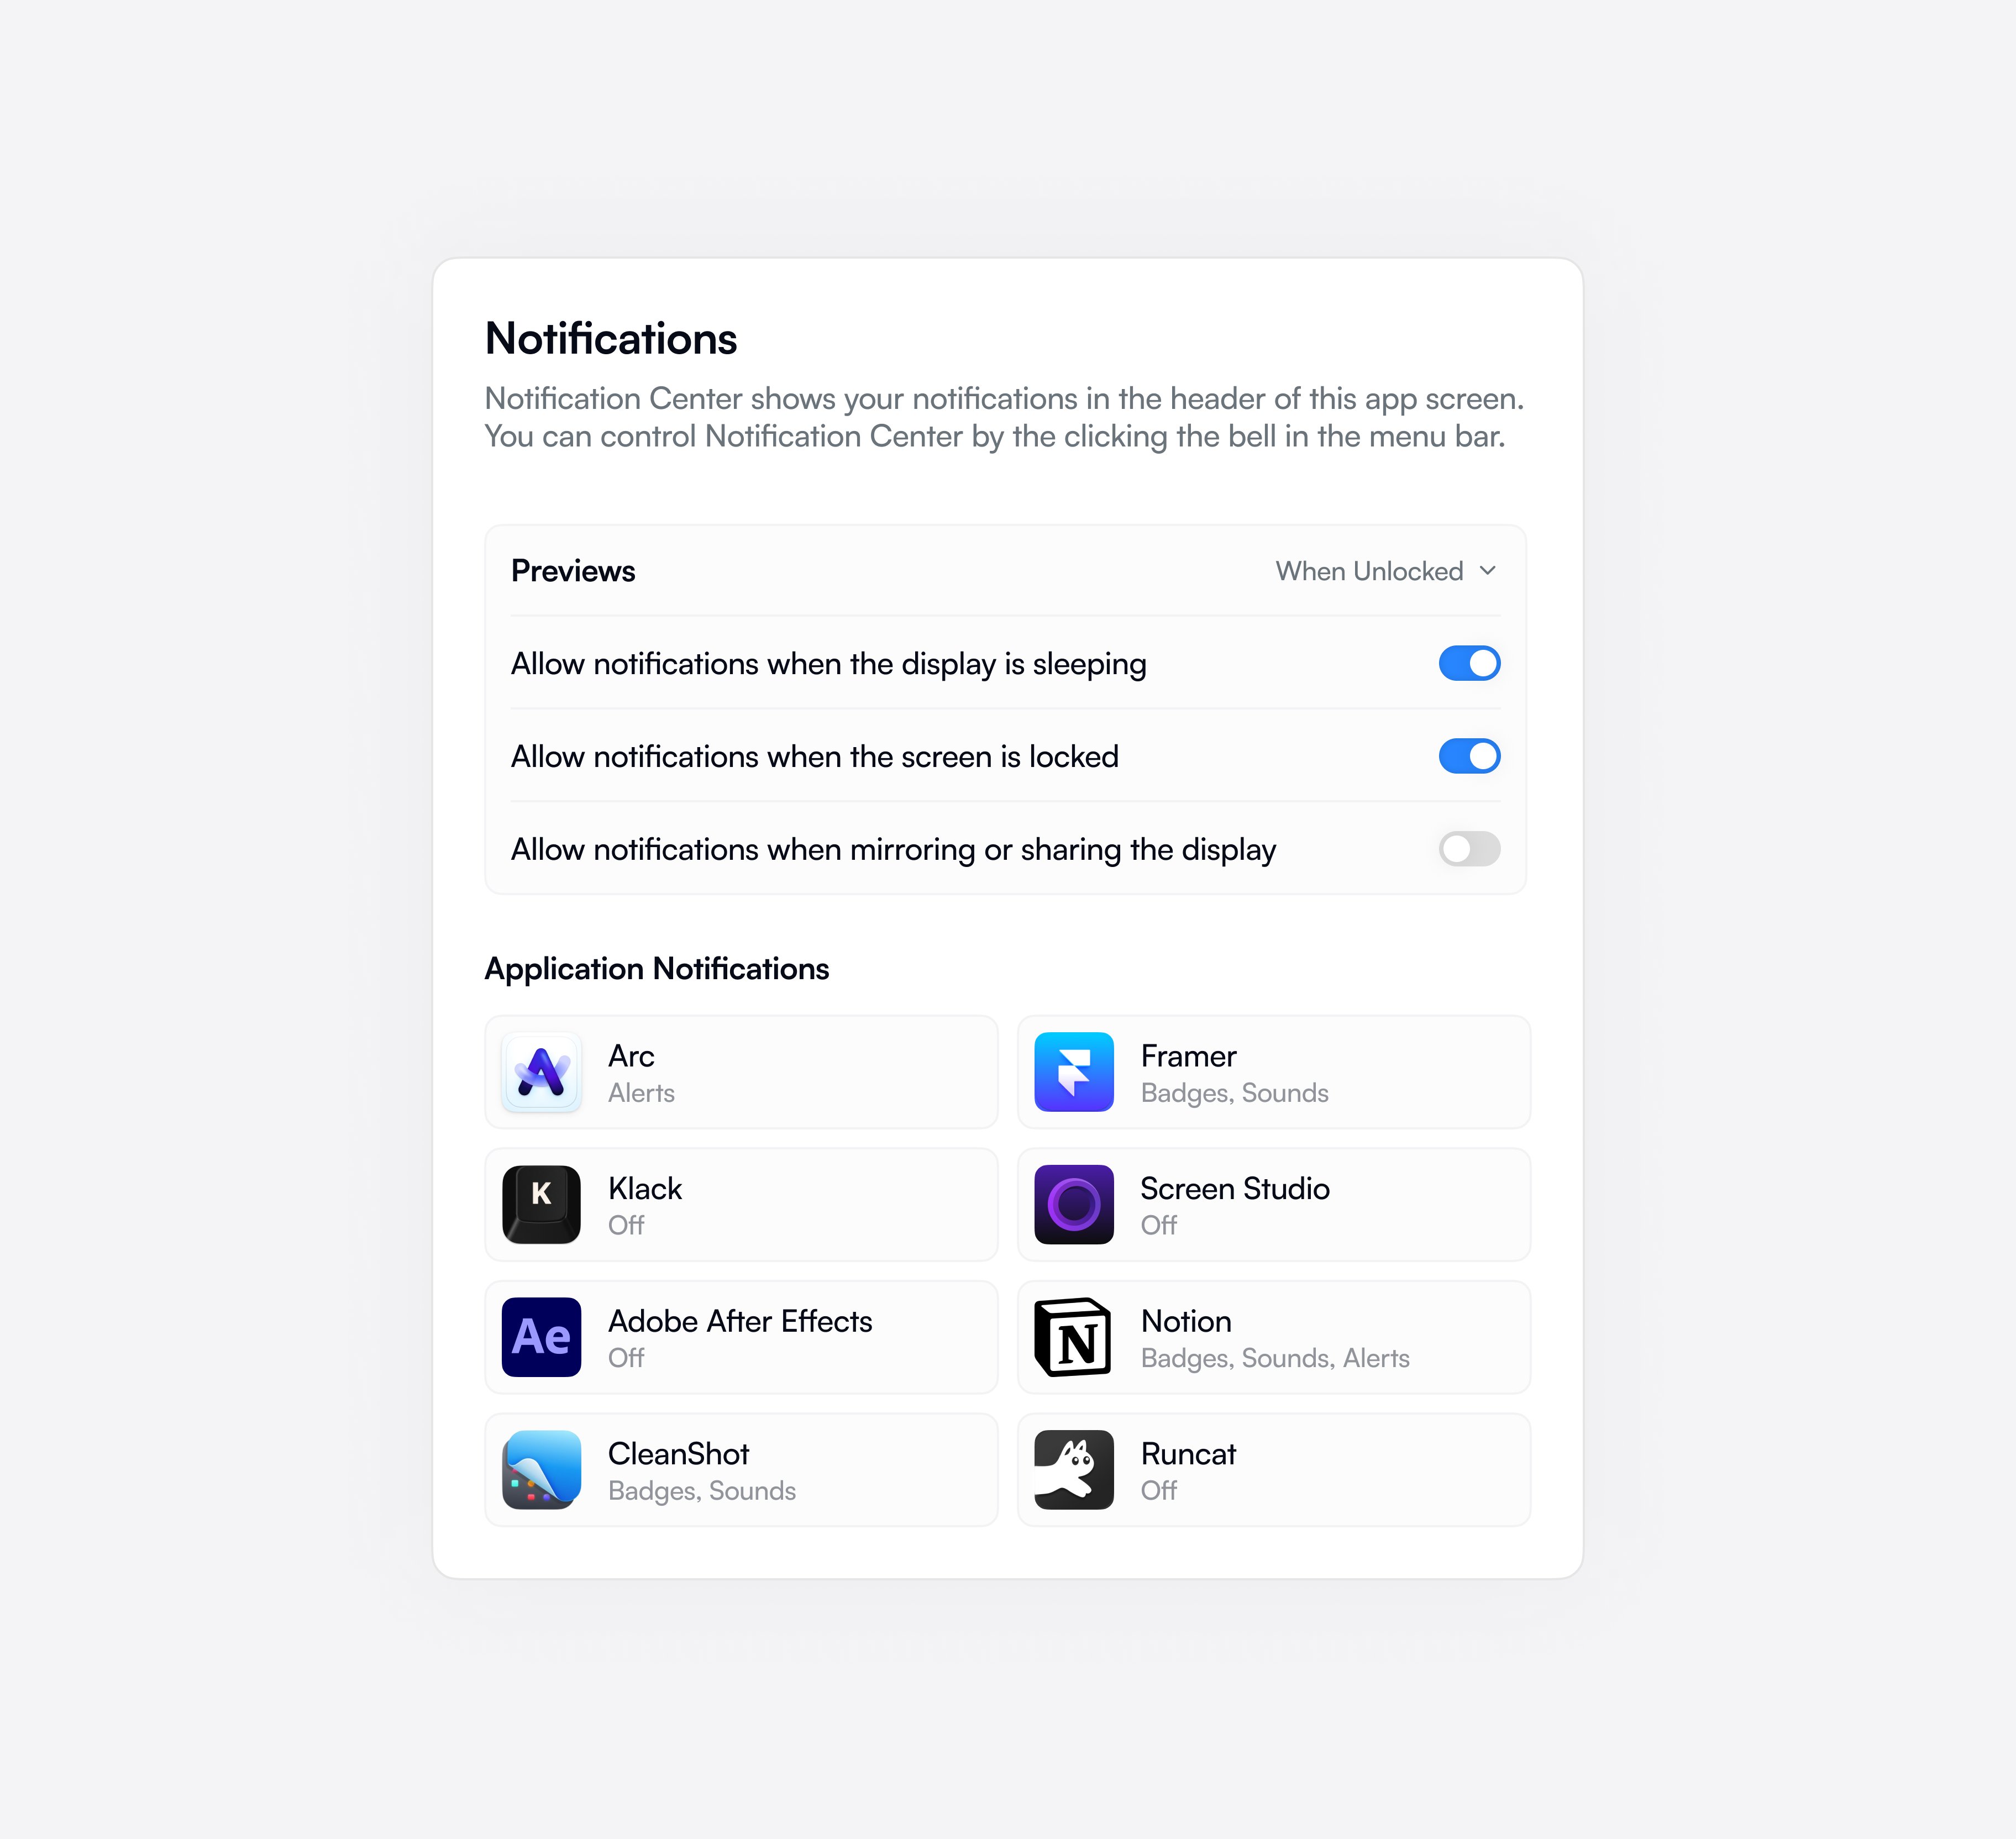 Notifications
Notification Center shows your notifications in the header of this app screen.
You can control Notification Center by the clicking the bell in the menu bar.
Previews
When Unlocked
Allow notifications when the display is sleeping
Allow notifications when the screen is locked
Allow notifications when mirroring or sharing the display
Application Notifications
Arc
Alerts
Framer
Badges, Sounds
K
Klack
Off
Screen Studio
Off
Ae
Adobe After Effects
Off
N
Notion
Badges, Sounds, Alerts
CleanShot
Badges, Sounds
Runcat
Off